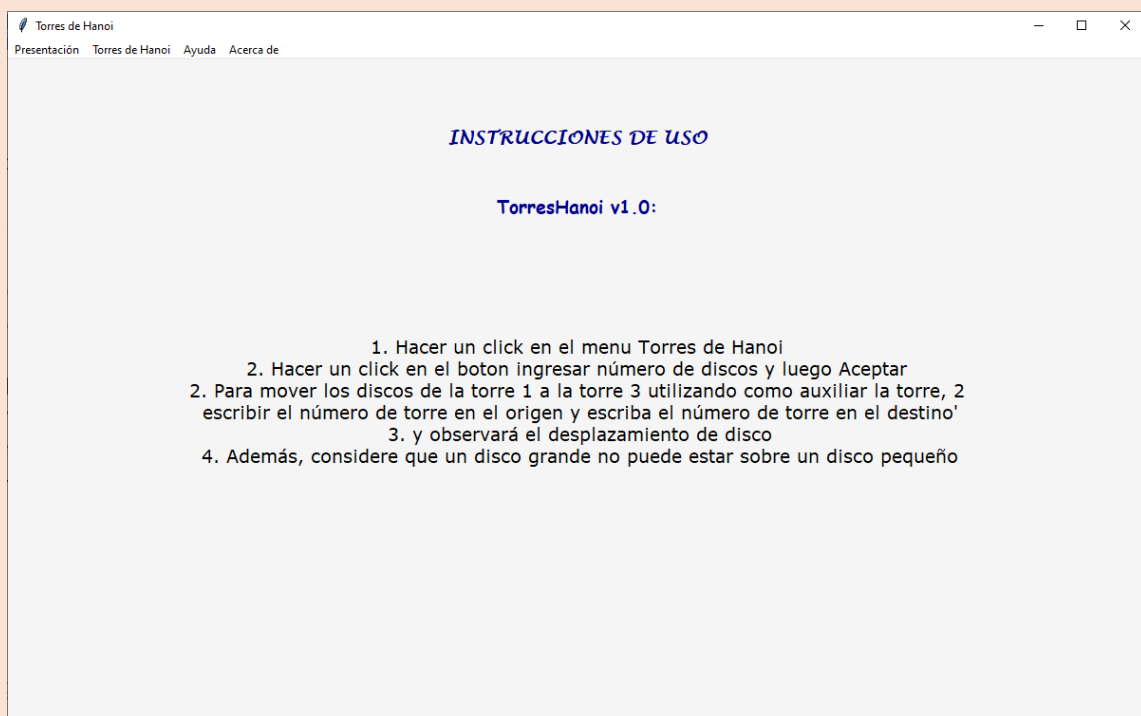 Torres de Hanoi
Presentación Torres de Hanoi Ayuda Acerca de
INSTRUCCIONES DE USO
TorresHanoi v1.0:
1. Hacer un click en el menu Torres de Hanoi
2. Hacer un click en el boton ingresar número de discos y luego Aceptar
2. Para mover los discos de la torre 1 a la torre 3 utilizando como auxiliar la torre, 2
escribir el número de torre en el origen y escriba el número de torre en el destino'
3. y observará el desplazamiento de disco
4. Además, considere que un disco grande no puede estar sobre un disco pequeño